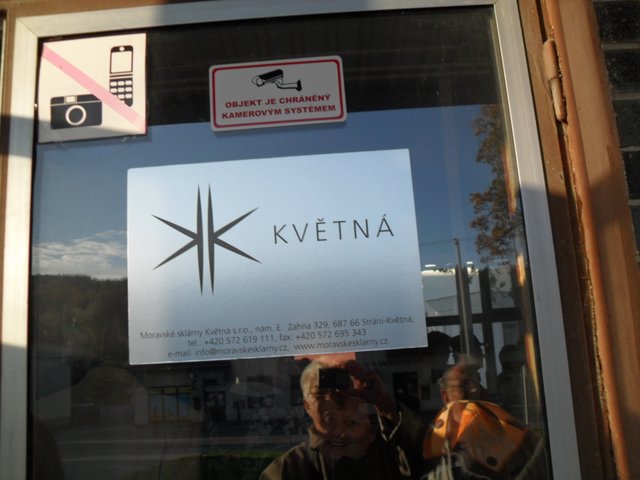 OBJEKT JE CHRÁNĚNÝ
KAMEROVÝM SYSTÉMEM
KVĚTNÁ
Moravské sklárny Květná s.r.o., nám. E. Zahna 329, 687 66 Strání-Květná,
tel.: +420 572 619 111, fax: +420 572 695 343
e-mail: info@moravskesklarny.cz, www.moravskesklarny.cz